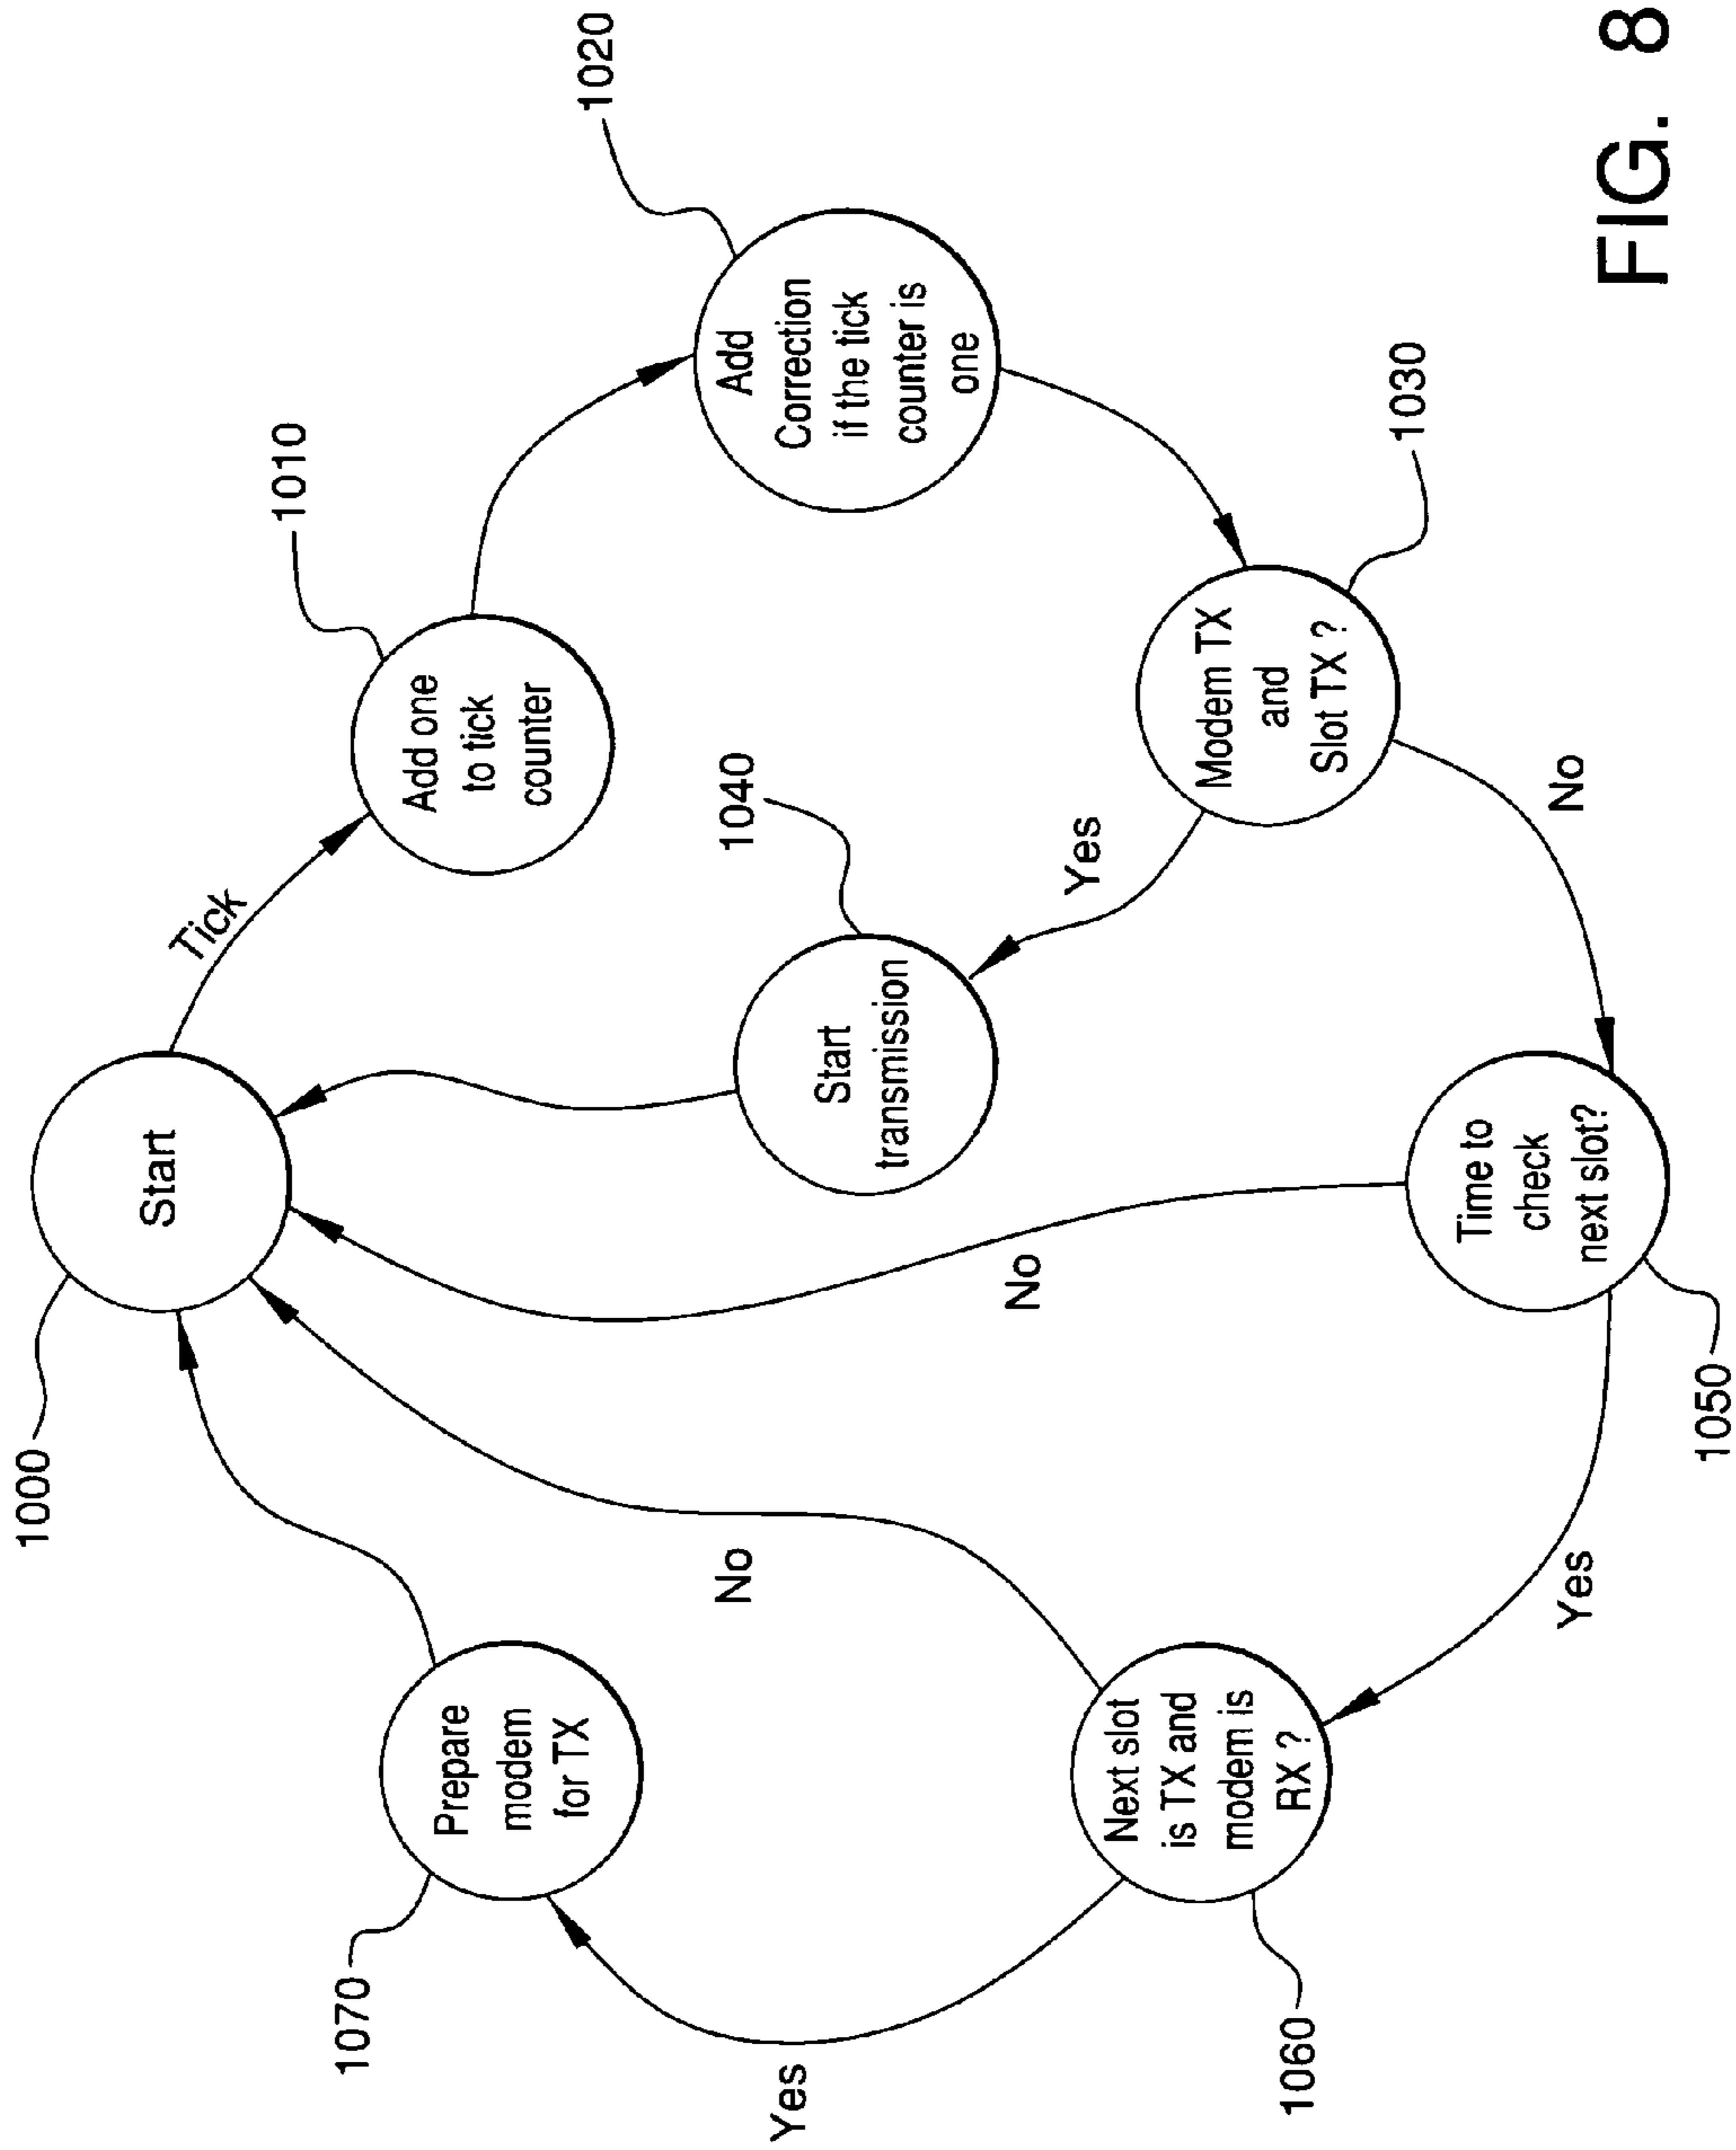 1000
Start
Tick
1010
Add one
to tick
counter
1020
Add
Correction
if the tick
counter is
one
1030
Modem TX
and
Slot TX ?
Yes
1040
Start
transmission
No
Time to
check
next slot?
1050
No
Yes
Next slot
is TX and
modem is
RX ?
1060
No
Yes
1070
Prepare
modem
for TX
FIG. 8